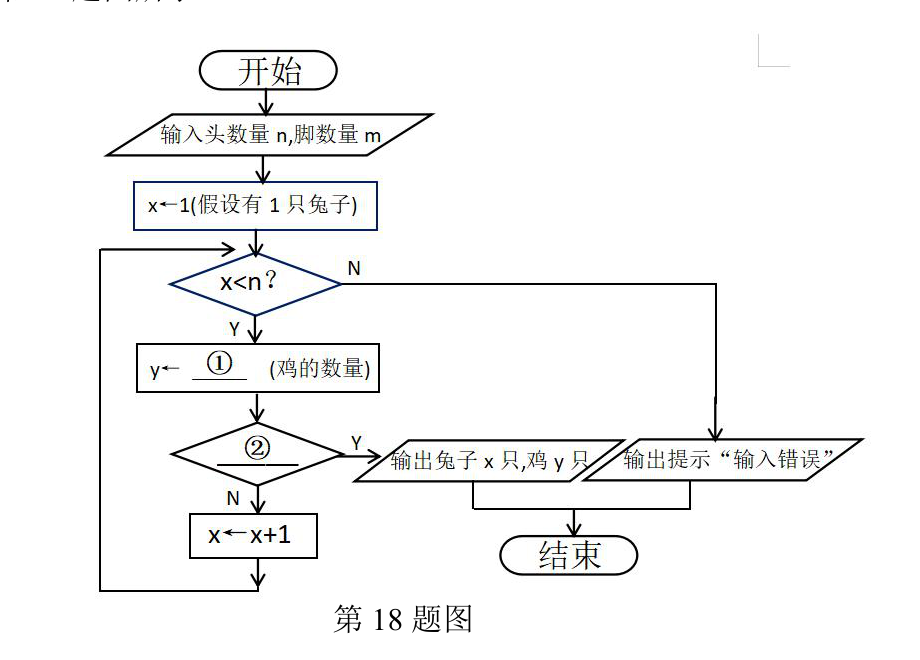 开始
输入头数量 n,脚数量 m
x←1(假设有 1 只兔子)
x<n？
N
Y
y← ① (鸡的数量)
②
Y
输出兔子 x 只,鸡 y 只
输出提示“输入错误”
N
x←x+1
结束
第 18 题图